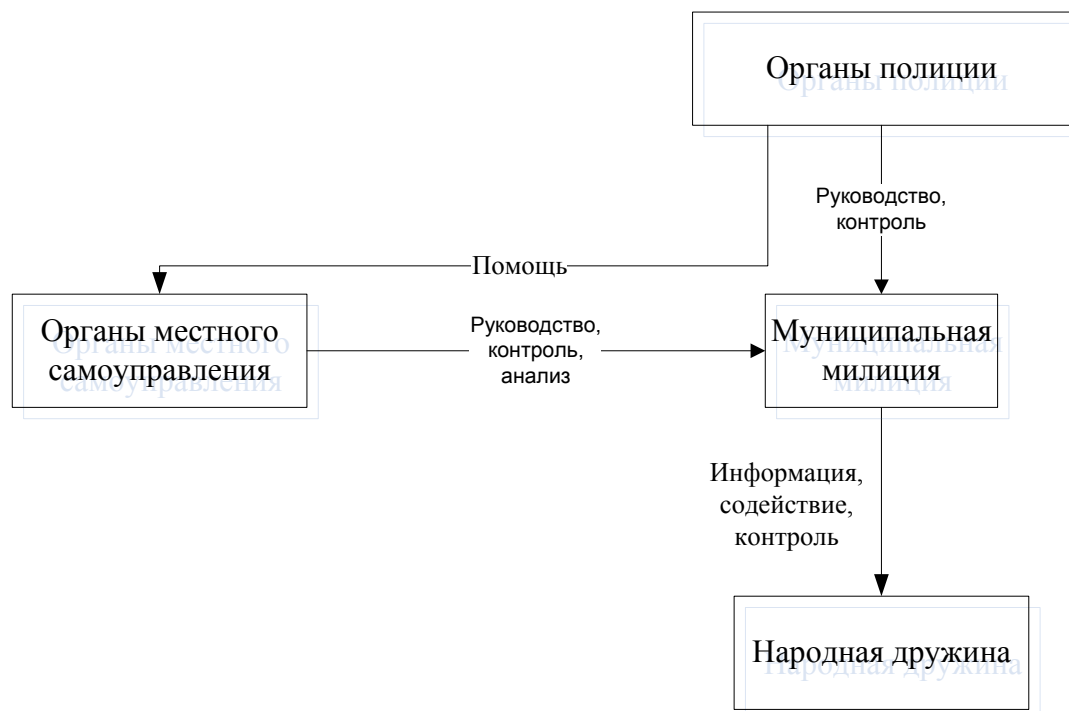 Органы полиции
Руководство,
контроль
Помощь
Органы местного
самоуправления
Руководство,
контроль,
анализ
Муниципальная
милиция
Информация,
содействие,
контроль
Народная дружина